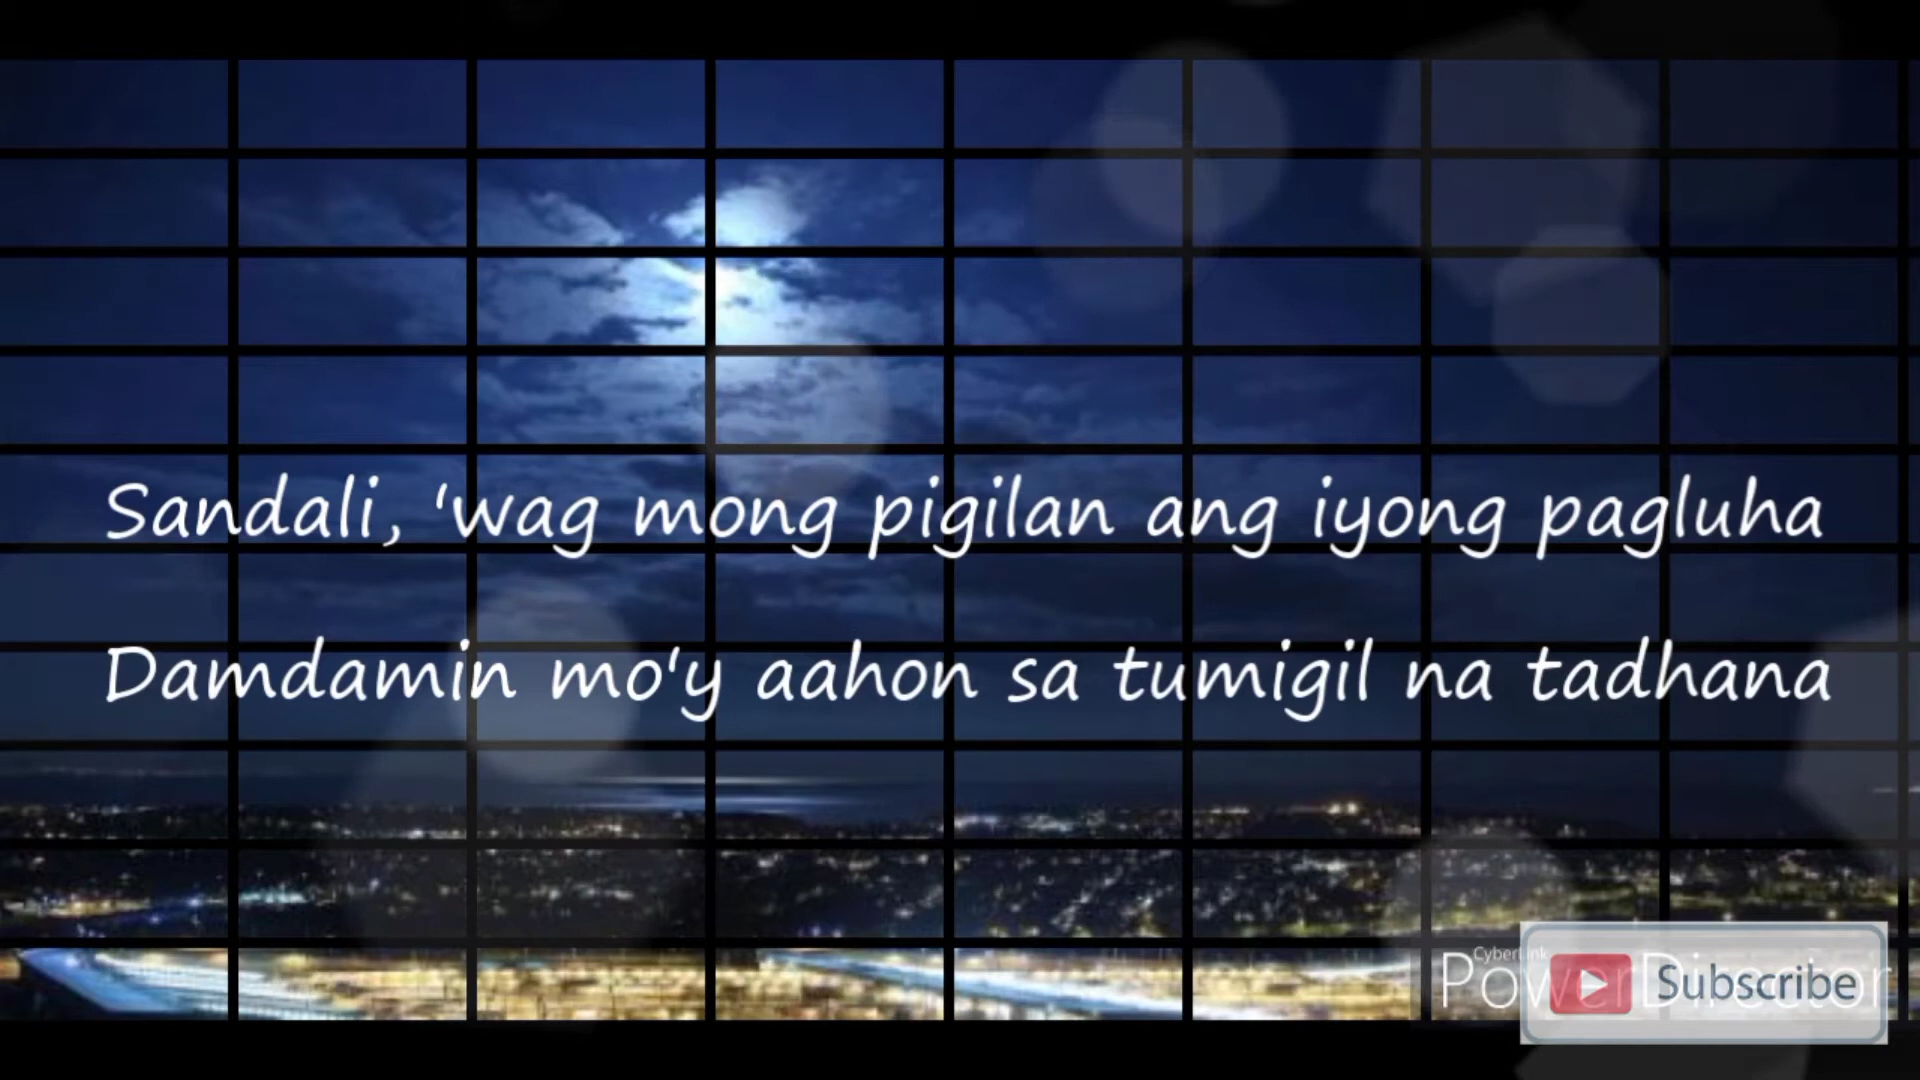 Sandali, 'wag mong pigilan ang iyong pagluha
Damdamin mo'y aahon sa tumigil na tadhana
CyberLink
PowerDirector
Subscribe